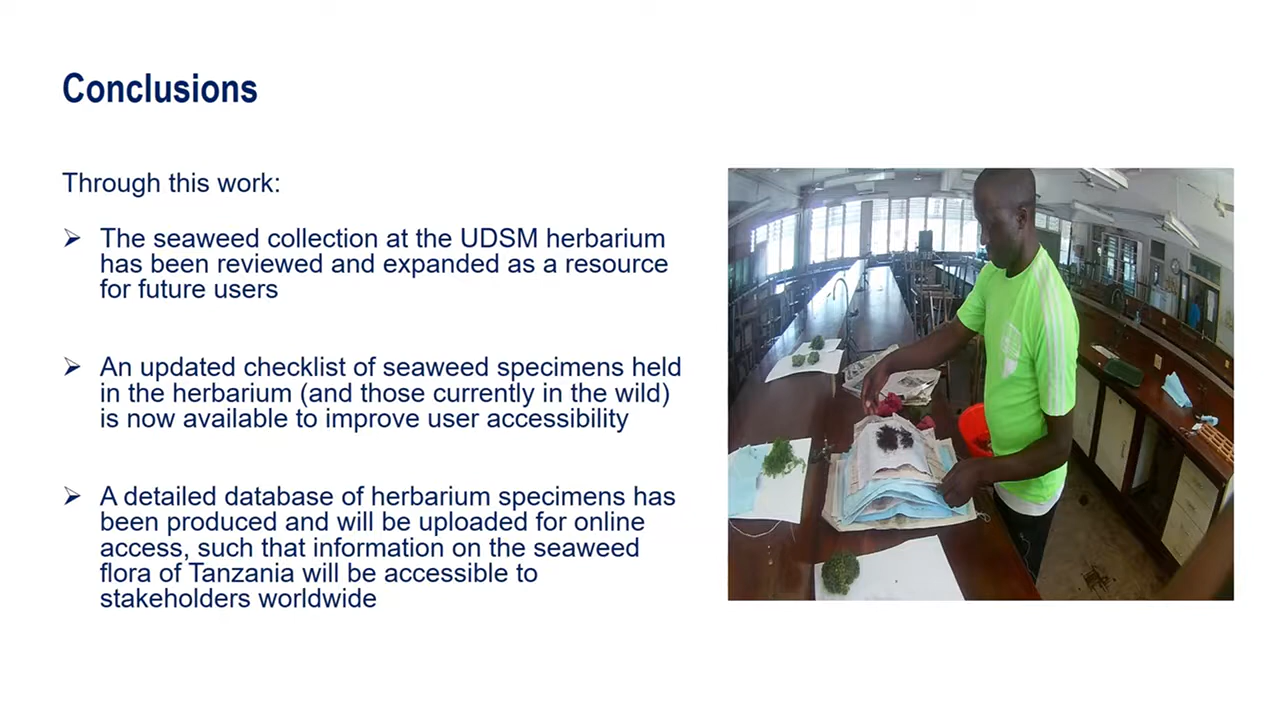 Conclusions
Through this work:
➢ The seaweed collection at the UDSM herbarium
has been reviewed and expanded as a resource
for future users
➢ An updated checklist of seaweed specimens held
in the herbarium (and those currently in the wild)
is now available to improve user accessibility
➢ A detailed database of herbarium specimens has
been produced and will be uploaded for online
access, such that information on the seaweed
flora of Tanzania will be accessible to
stakeholders worldwide